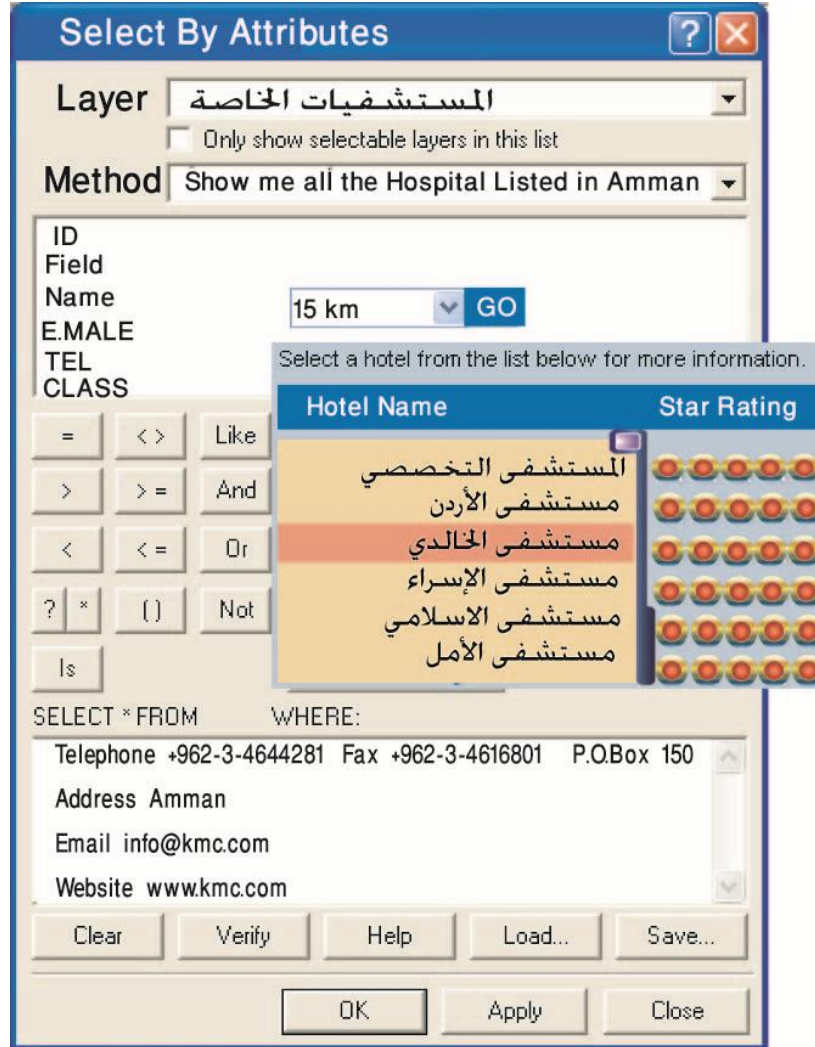 Select By Attributes
Layer المستشفيات الخاصة
Only show selectable layers in this list
Method Show me all the Hospital Listed in Amman
ID
Field
Name
E.MALE
TEL
CLASS
15 km GO
Select a hotel from the list below for more information.
Hotel Name Star Rating
المستشفى التخصصي
مستشفى الأردن
مستشفى الخالدي
مستشفى الإسراء
مستشفى الاسلامي
مستشفى الأمل
= < > Like
> > = And
< < = Or
? * ( ) Not
Is
SELECT * FROM WHERE:
Telephone +962-3-4644281 Fax +962-3-4616801 P.O.Box 150
Address Amman
Email info@kmc.com
Website www.kmc.com
Clear Verify Help Load... Save...
OK Apply Close